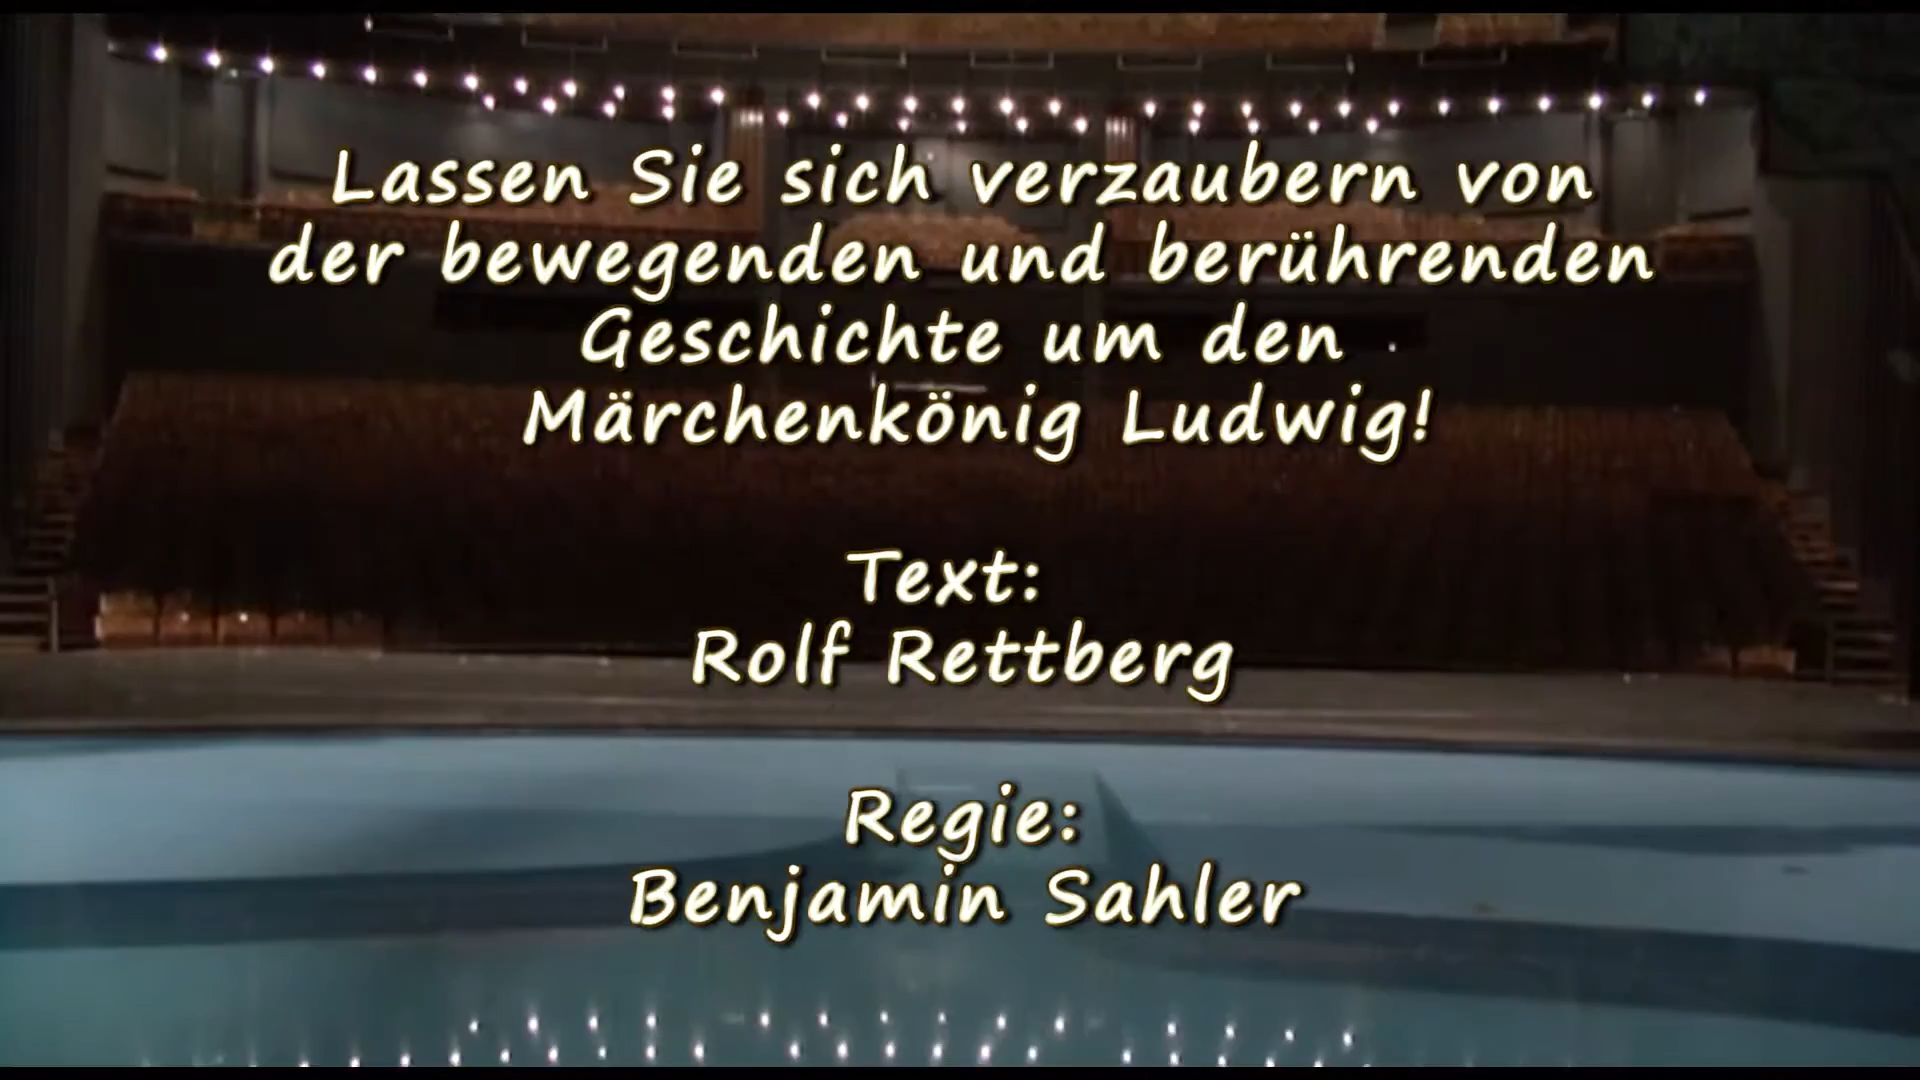 Lassen Sie sich verzaubern von
der bewegenden und berührenden
Geschichte um den
Märchenkönig Ludwig!
Text:
Rolf Rettberg
Regie:
Benjamin Sahler